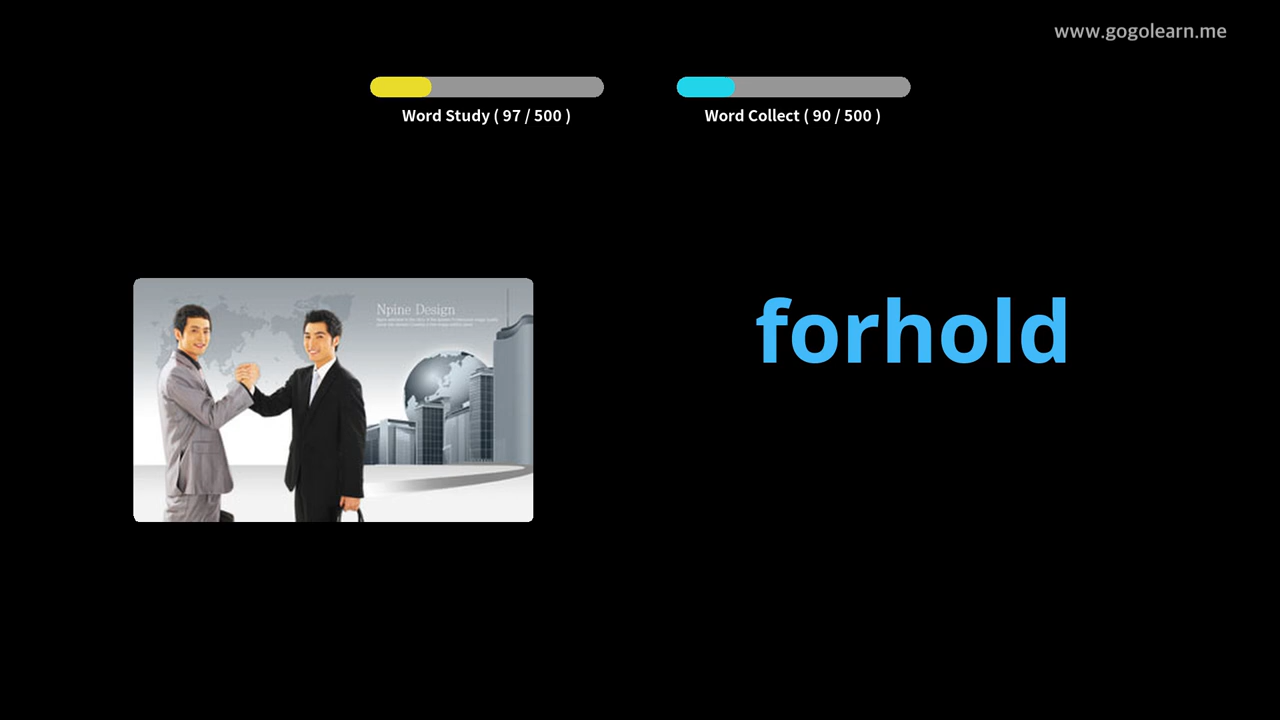 www.gogolearn.me
Word Study ( 97 / 500 )
Word Collect ( 90 / 500 )
Npine Design
forhold